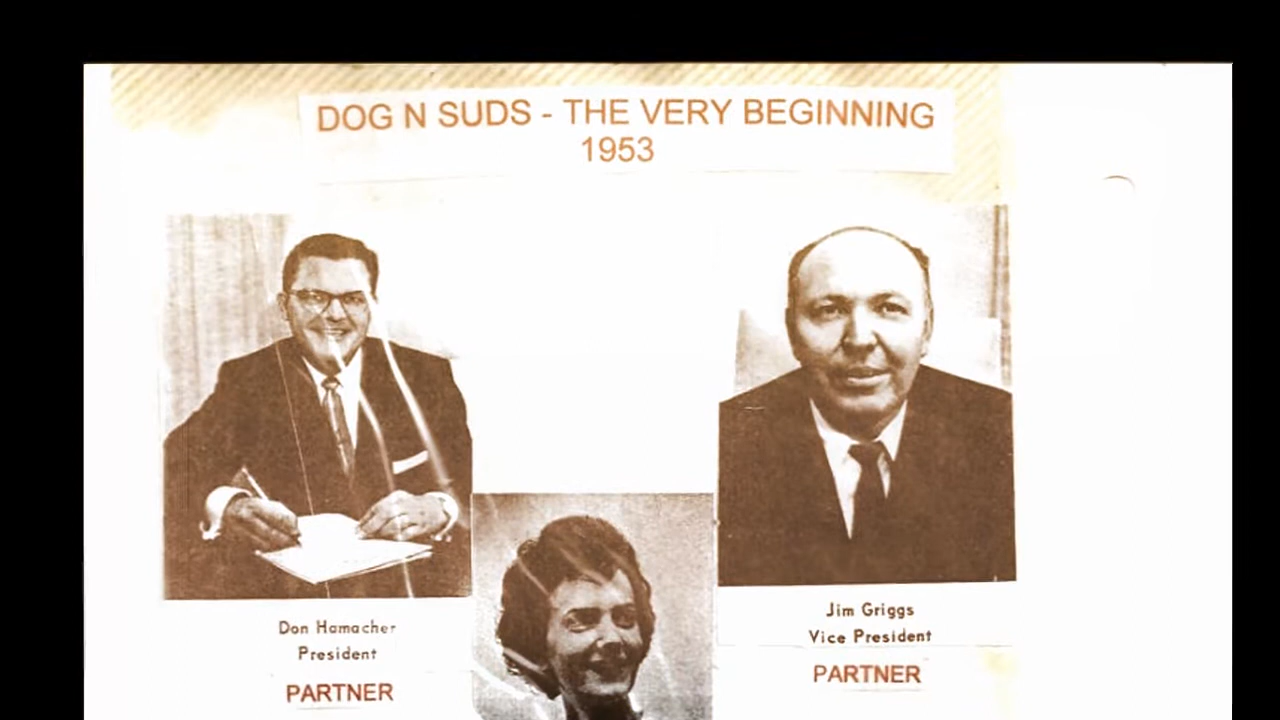 DOG N SUDS - THE VERY BEGINNING
1953
Don Hamacher
President
PARTNER
Jim Griggs
Vice President
PARTNER